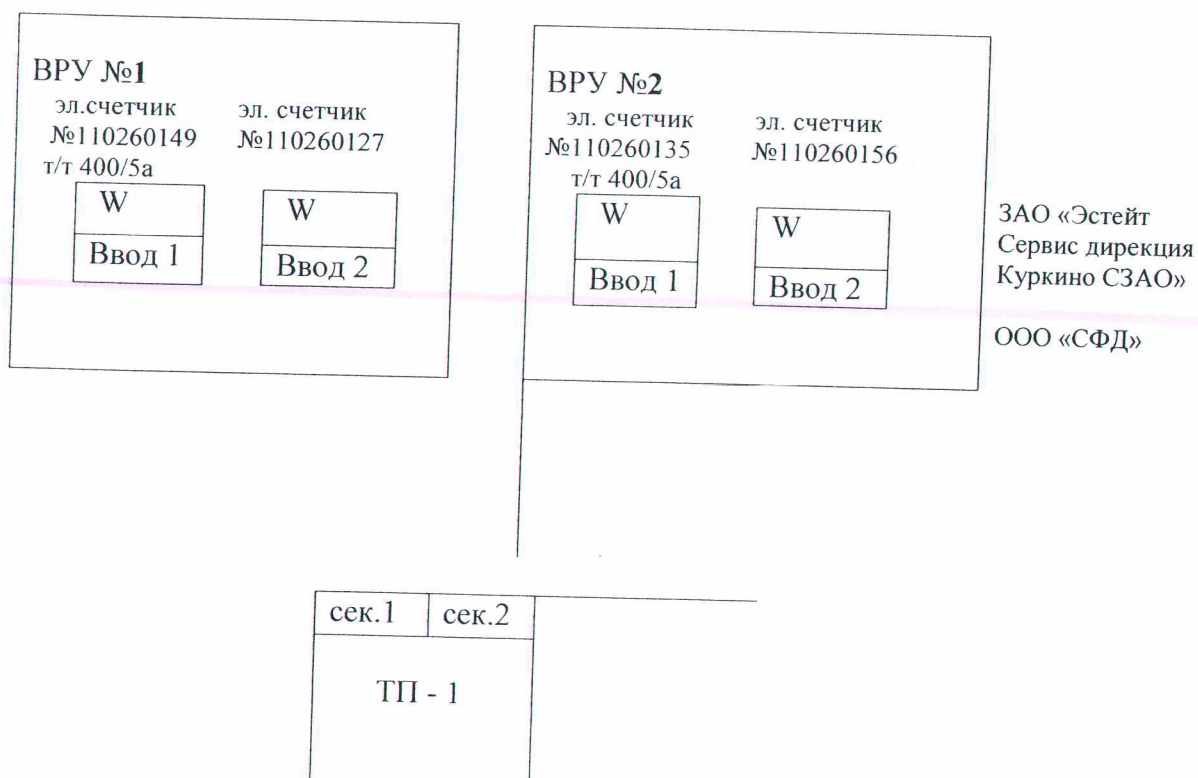 ВРУ №1
эл.счетчик
№110260149
т/т 400/5а
эл. счетчик
№110260127
W
Ввод 1
W
Ввод 2
ВРУ №2
эл. счетчик
№110260135
т/т 400/5а
эл. счетчик
№110260156
W
Ввод 1
W
Ввод 2
ЗАО «Эстейт
Сервис дирекция
Куркино СЗАО»
ООО «СФД»
сек.1
сек.2
ТП - 1